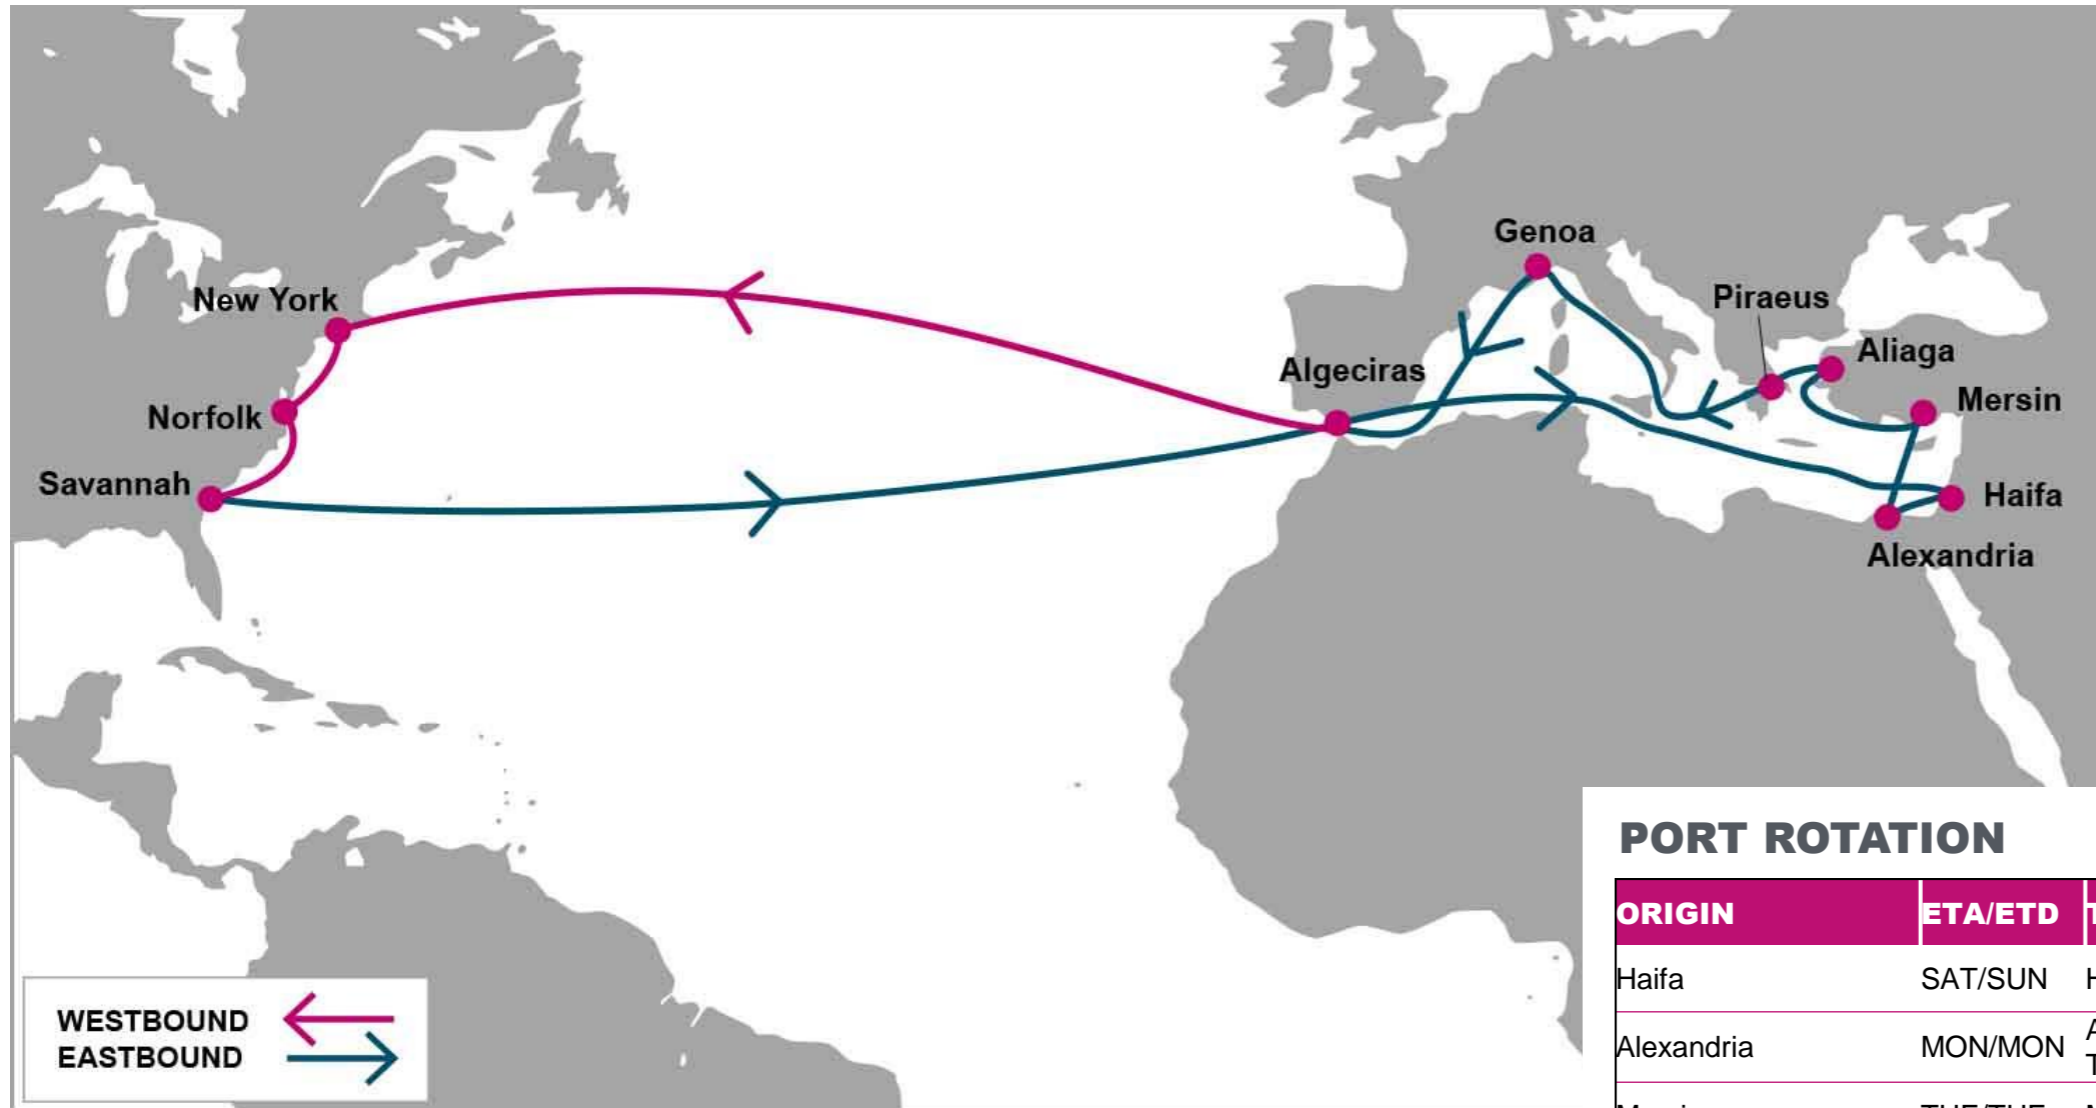 Genoa
New York
Piraeus
Algeciras
Aliaga
Norfolk
Mersin
Savannah
Haifa
Alexandria
WESTBOUND
EASTBOUND
PORT ROTATION
ORIGIN ETA/ETD
Haifa SAT/SUN
Alexandria MON/MON